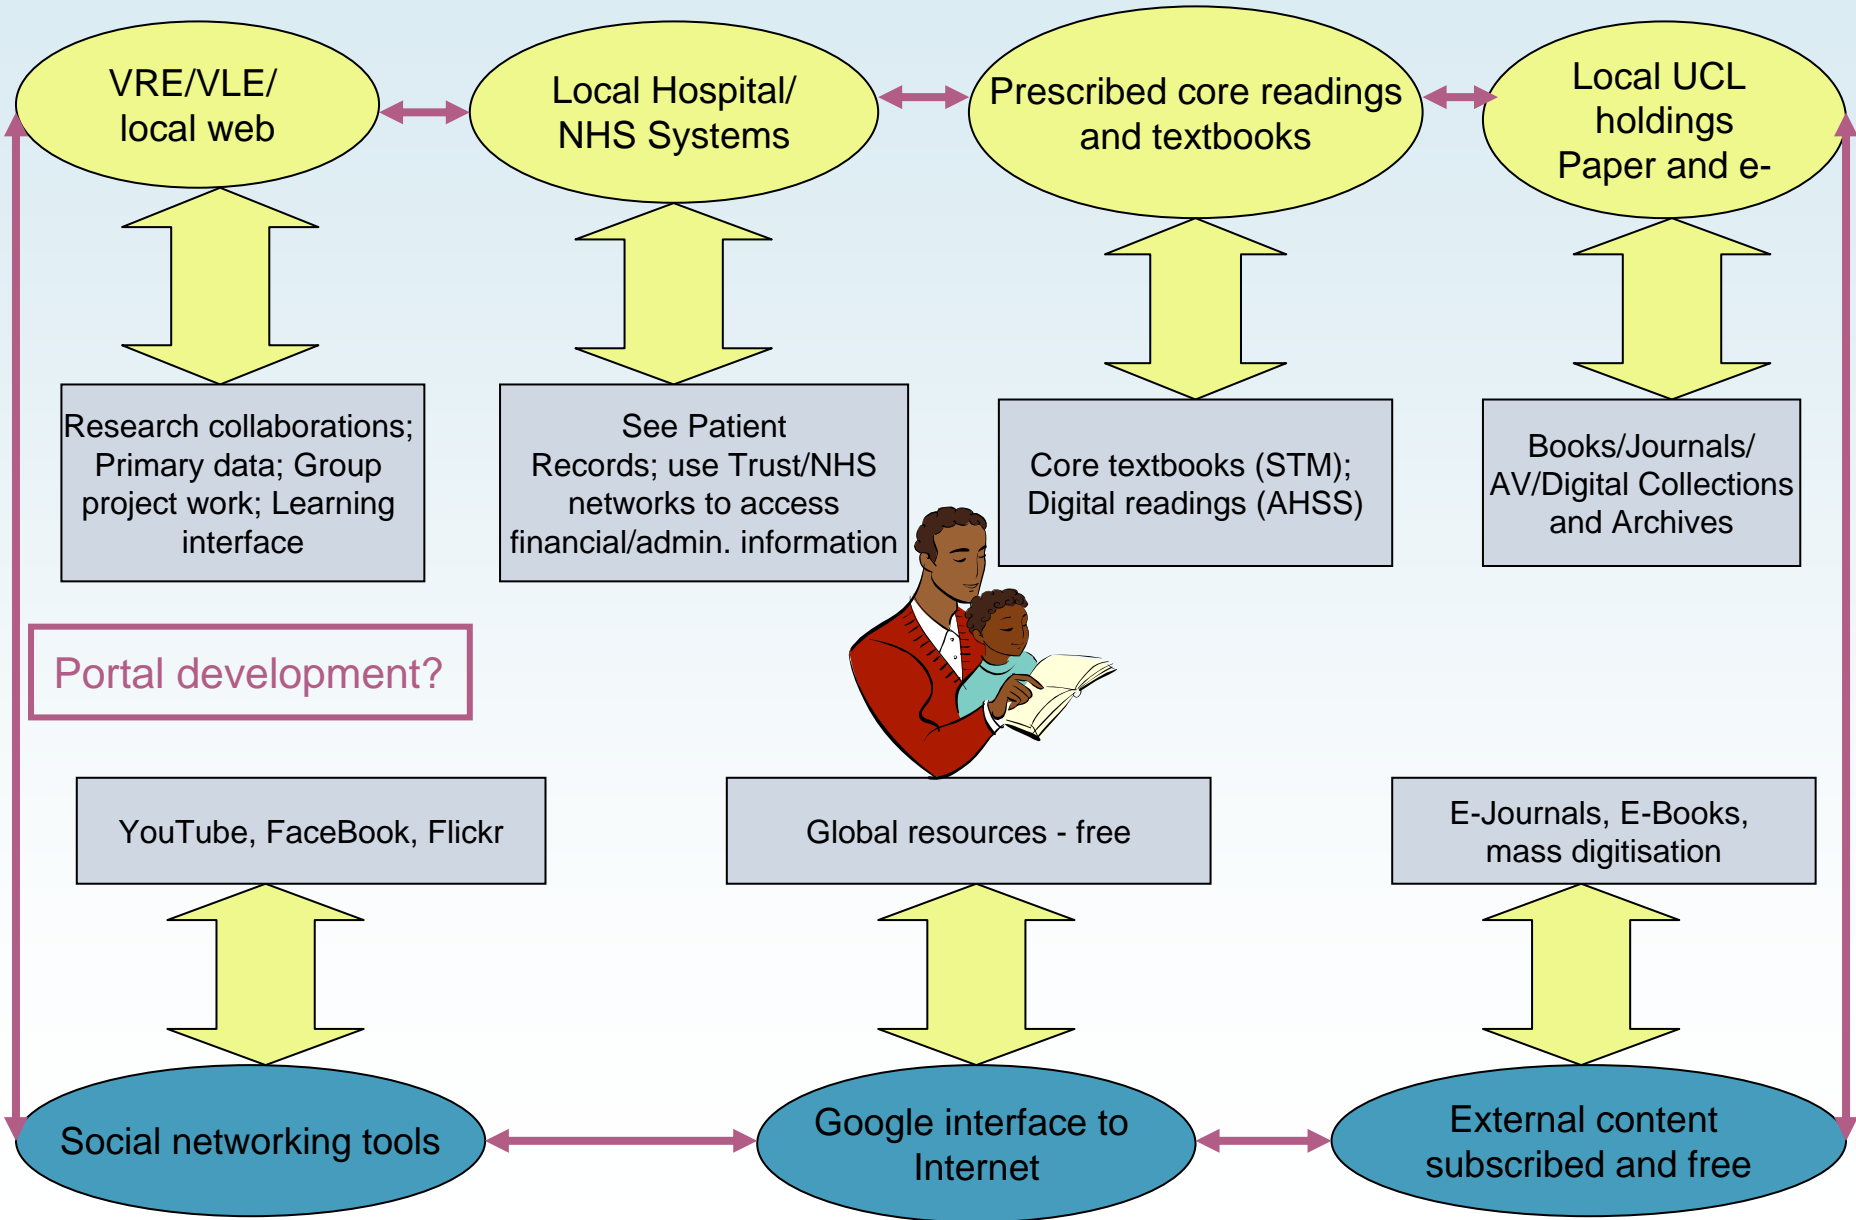 VRE/VLE/
local web
Local Hospital/
NHS Systems
Prescribed core readings
and textbooks
Local UCL
holdings
Paper and e-
Research collaborations;
Primary data; Group
project work; Learning
interface
See Patient
Records; use Trust/NHS
networks to access
financial/admin. information
Core textbooks (STM);
Digital readings (AHSS)
Books/Journals/
AV/Digital Collections
and Archives
Portal development?
YouTube, FaceBook, Flickr
Global resources - free
E-Journals, E-Books,
mass digitisation
Social networking tools
Google interface to
Internet
External content
subscribed and free